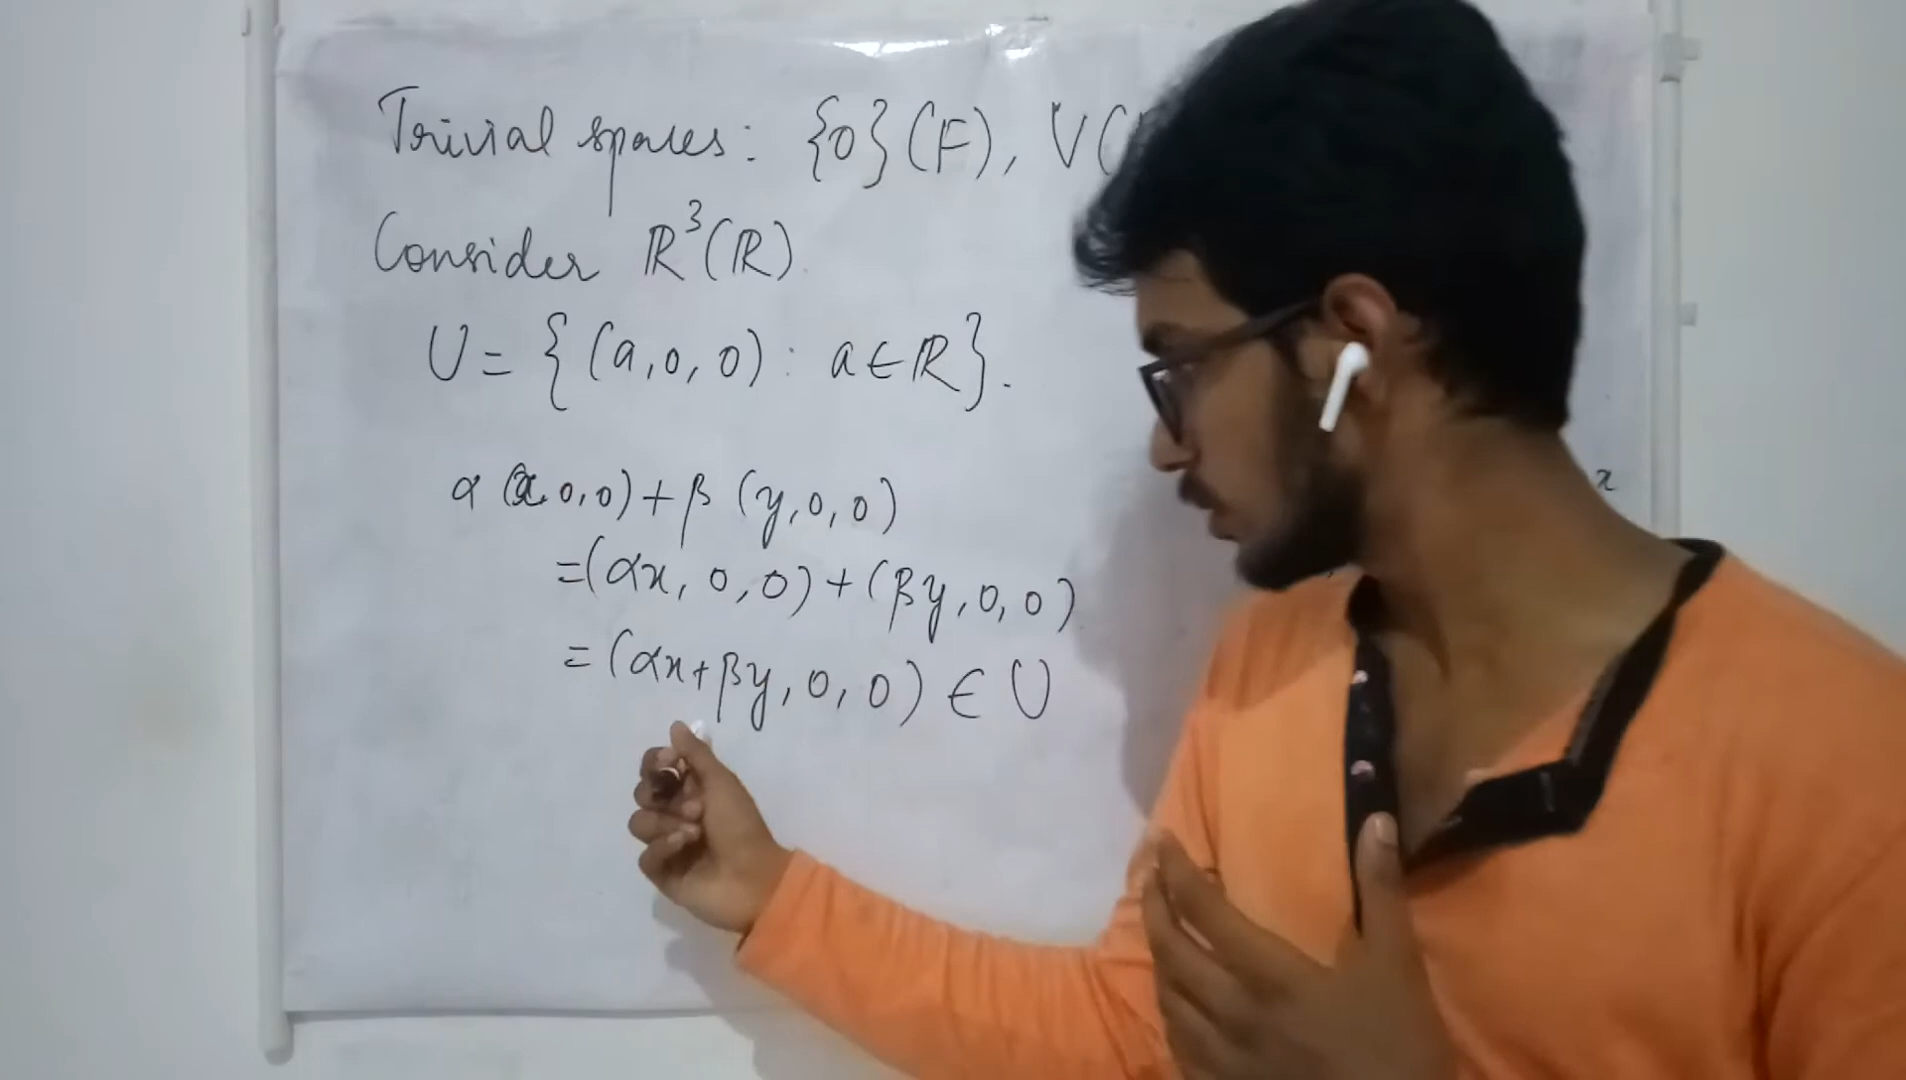 Trivial spaces: {0}(F), V(
Consider ℝ³(ℝ).
U = { (a, 0, 0) : a ∈ ℝ }.
α (x, 0, 0) + β (y, 0, 0)
= (αx, 0, 0) + (βy, 0, 0)
= (αx + βy, 0, 0) ∈ U
x